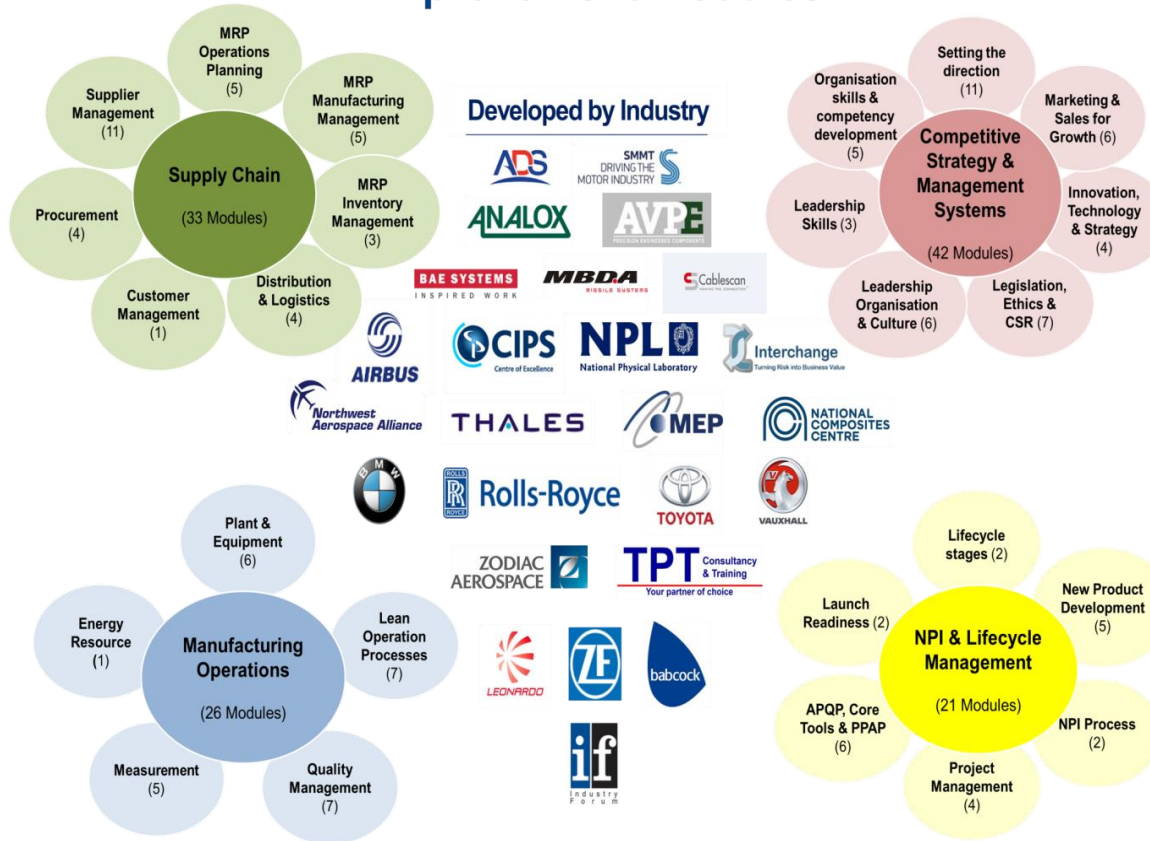 MRP
Operations
Planning
(5)
Supplier
Management
(11)
MRP
Manufacturing
Management
(5)
Supply Chain
(33 Modules)
MRP
Inventory
Management
(3)
Procurement
(4)
Distribution
& Logistics
(4)
Customer
Management
(1)
Developed by Industry
ADS
SMMT
DRIVING THE
MOTOR INDUSTRY
ANALOX
AVPE
PRECISION ENGINEERED COMPONENTS
BAE SYSTEMS
INSPIRED WORK
MBDA
MISSILE SYSTEMS
Cablescan
AIRBUS
CIPS
Centre of Excellence
NPL
National Physical Laboratory
Interchange
Turning Risk into Business Value
Northwest
Aerospace Alliance
THALES
MEP
NATIONAL
COMPOSITES
CENTRE
BMW
ROLLS
RR
ROYCE
Rolls-Royce
TOYOTA
V
VAUXHALL
ZODIAC
AEROSPACE
Z
TPT
Consultancy
& Training
Your partner of choice
LEONARDO
ZF
babcock
if
Industry
Forum
Setting the
direction
(11)
Organisation
skills &
competency
development
(5)
Marketing &
Sales for
Growth (6)
Competitive
Strategy &
Management
Systems
(42 Modules)
Leadership
Skills (3)
Innovation,
Technology
& Strategy
(4)
Leadership
Organisation
& Culture (6)
Legislation,
Ethics &
CSR (7)
Plant &
Equipment
(6)
Energy
Resource
(1)
Lean
Operation
Processes
(7)
Manufacturing
Operations
(26 Modules)
Measurement
(5)
Quality
Management
(7)
Lifecycle
stages (2)
Launch
Readiness (2)
New Product
Development
(5)
NPI & Lifecycle
Management
(21 Modules)
APQP, Core
Tools & PPAP
(6)
NPI Process
(2)
Project
Management
(4)